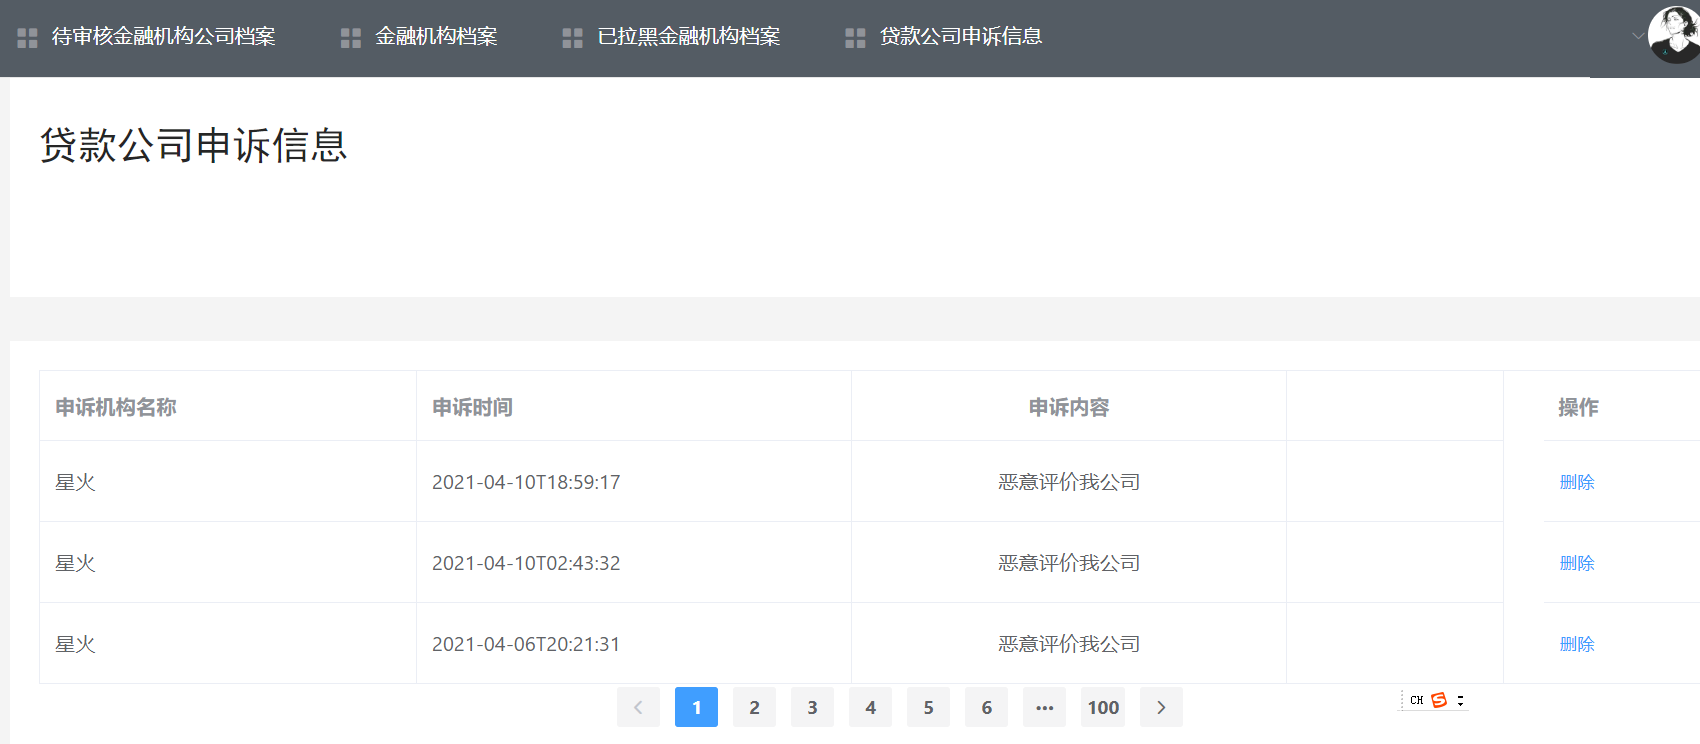 待审核金融机构公司档案 金融机构档案 已拉黑金融机构档案 贷款公司申诉信息
贷款公司申诉信息
申诉机构名称 申诉时间 申诉内容 操作
星火 2021-04-10T18:59:17 恶意评价我公司 删除
星火 2021-04-10T02:43:32 恶意评价我公司 删除
星火 2021-04-06T20:21:31 恶意评价我公司 删除
1 2 3 4 5 6 ••• 100
CH S